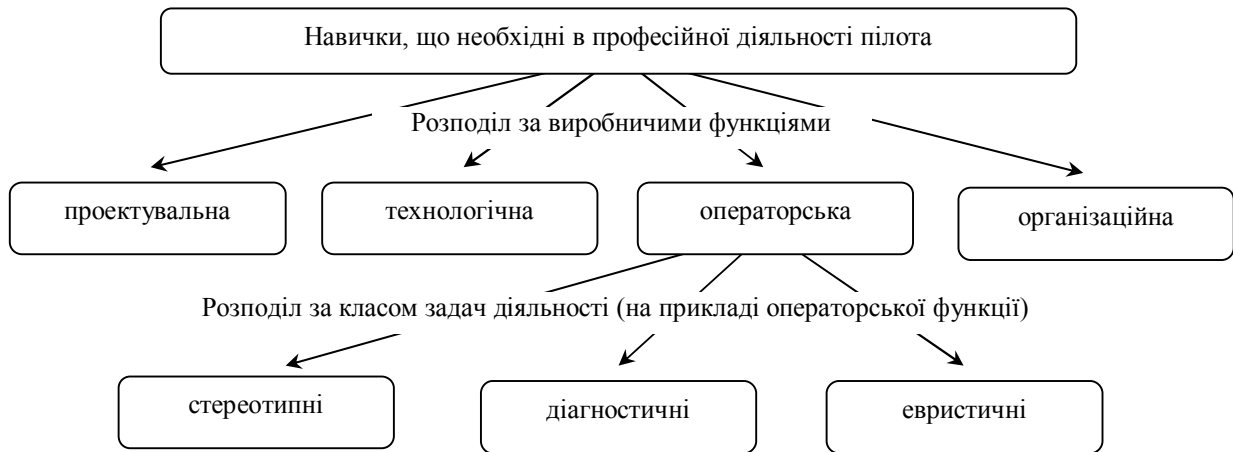 Навички, що необхідні в професійної діяльності пілота
Розподіл за виробничими функціями
проектувальна
технологічна
операторська
організаційна
Розподіл за класом задач діяльності (на прикладі операторської функції)
стереотипні
діагностичні
евристичні